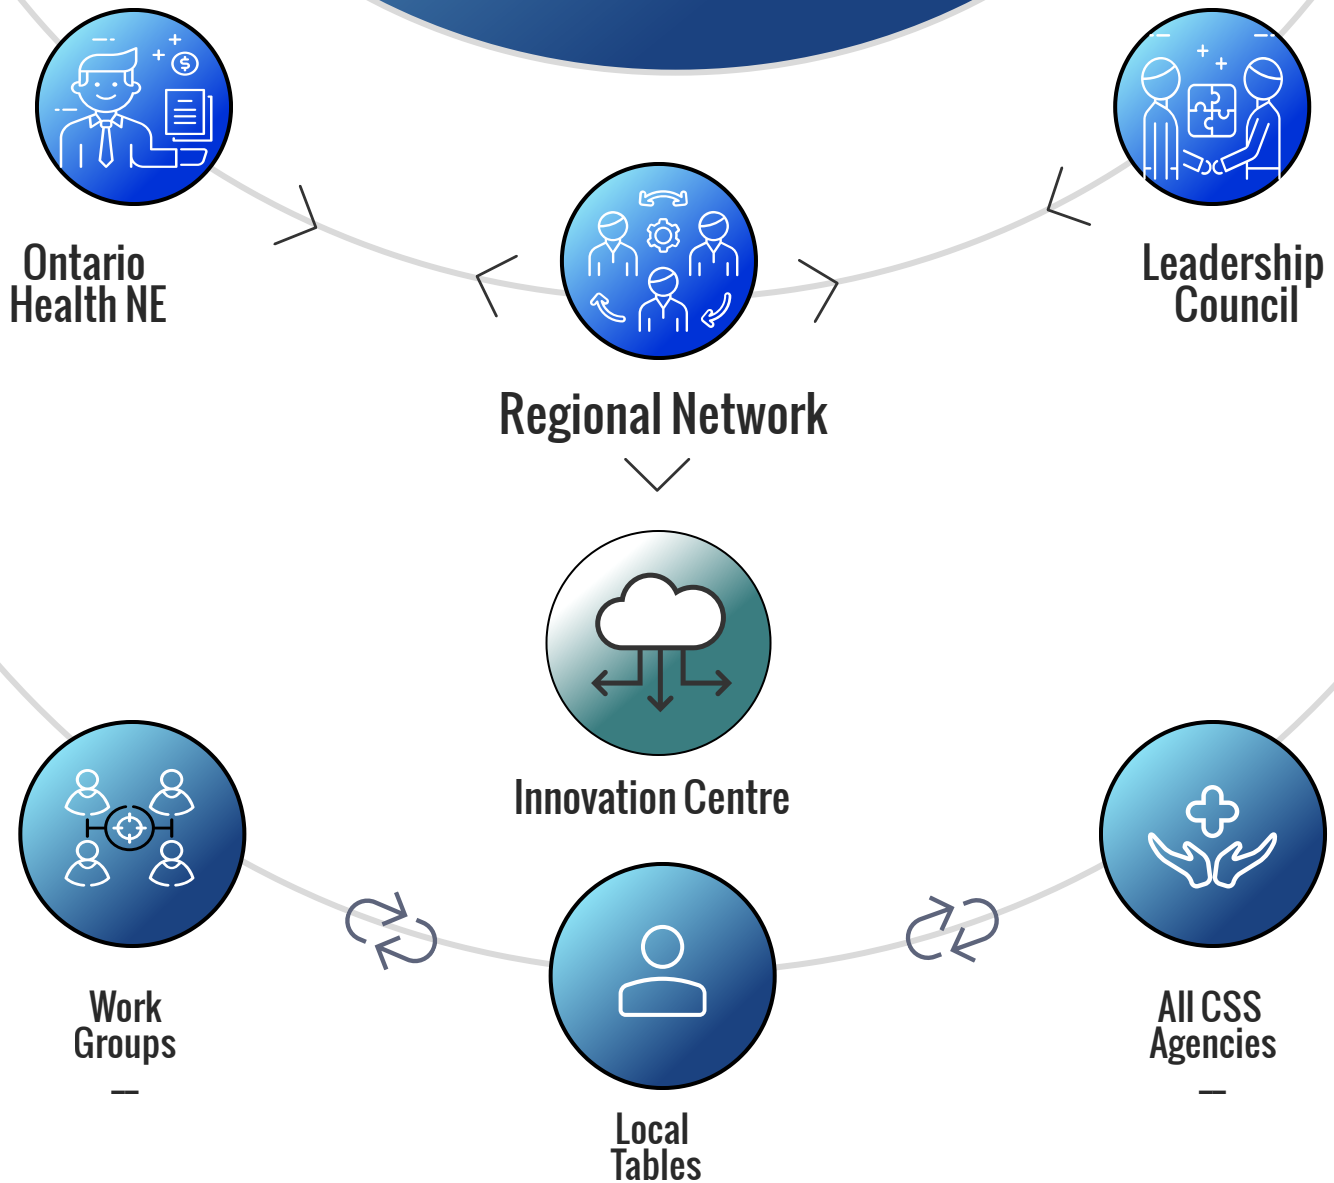 Ontario
Health NE
Leadership
Council
Regional Network
Innovation Centre
Work
Groups
All CSS
Agencies
Local
Tables